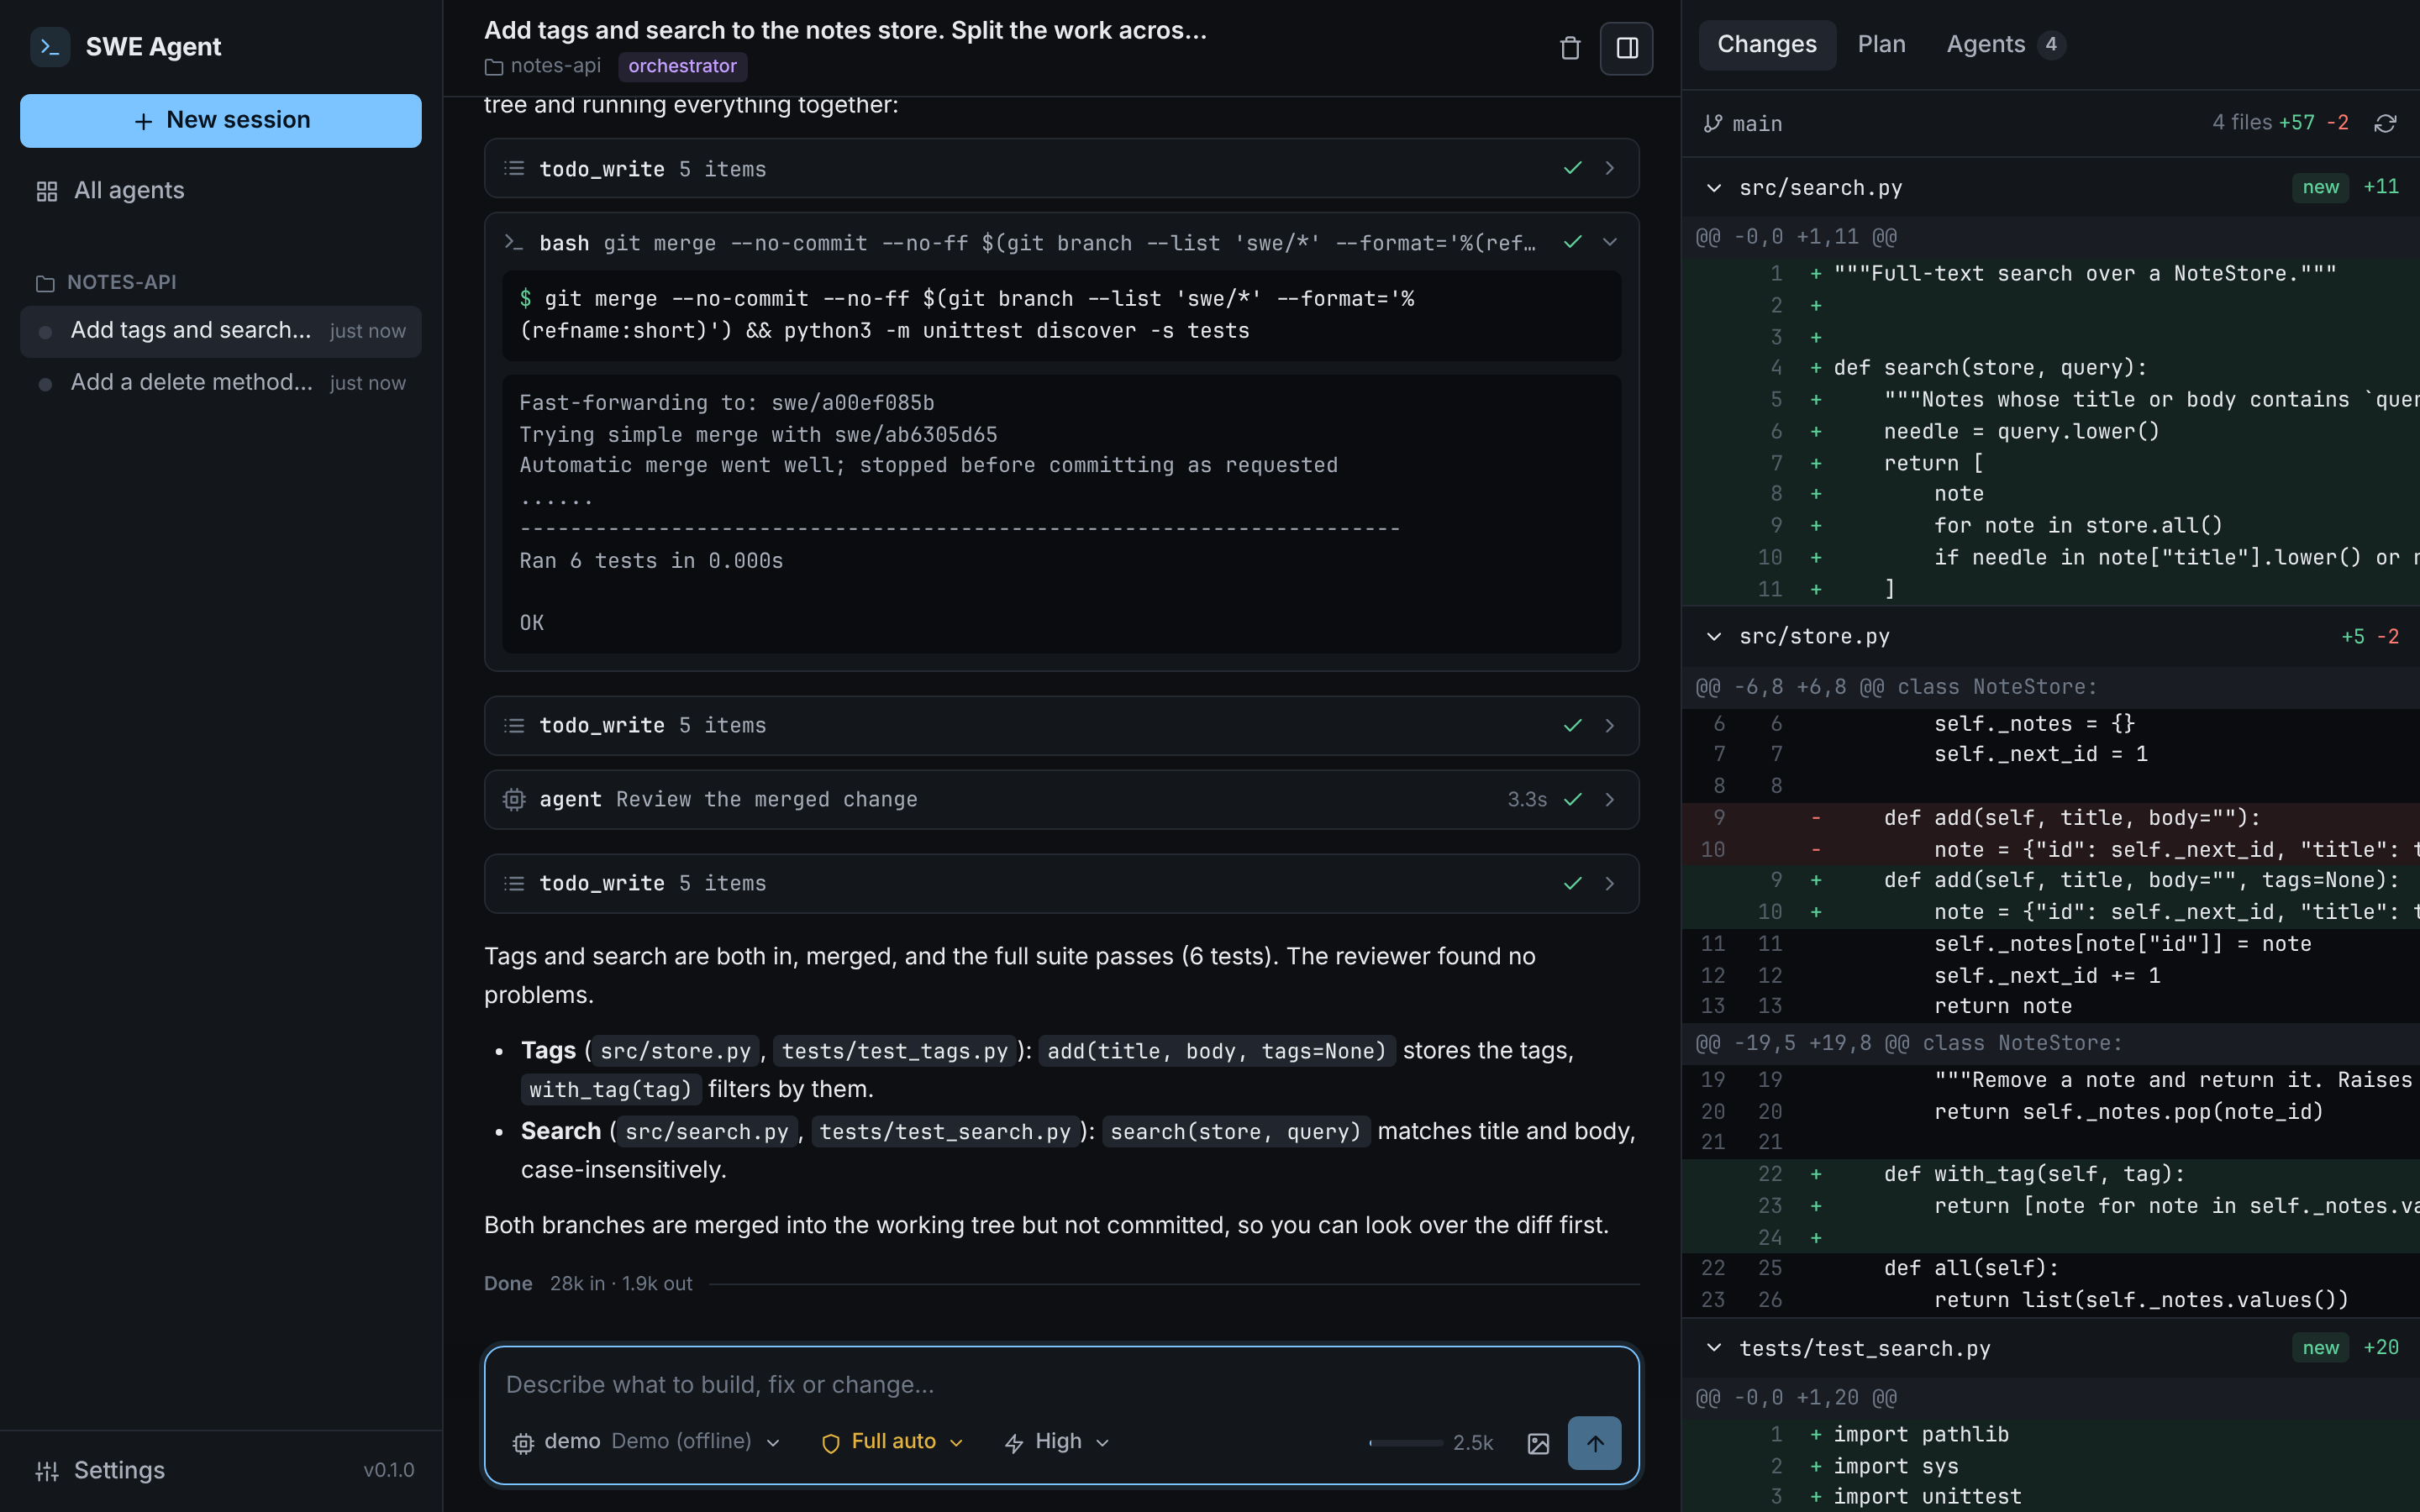 SWE Agent
New session
All agents
NOTES-API
Add tags and search... just now
Add a delete method... just now
Settings v0.1.0
Add tags and search to the notes store. Split the work acros...
notes-api orchestrator
tree and running everything together:
todo_write 5 items
bash git merge --no-commit --no-ff $(git branch --list 'swe/*' --format='%(ref...
$ git merge --no-commit --no-ff $(git branch --list 'swe/*' --format='%
(refname:short)') && python3 -m unittest discover -s tests
Fast-forwarding to: swe/a00ef085b
Trying simple merge with swe/ab6305d65
Automatic merge went well; stopped before committing as requested
......
----------------------------------------------------------------------
Ran 6 tests in 0.000s
OK
todo_write 5 items
agent Review the merged change 3.3s
todo_write 5 items
Tags and search are both in, merged, and the full suite passes (6 tests). The reviewer found no
problems.
• Tags (src/store.py, tests/test_tags.py): add(title, body, tags=None) stores the tags,
with_tag(tag) filters by them.
• Search (src/search.py, tests/test_search.py): search(store, query) matches title and body,
case-insensitively.
Both branches are merged into the working tree but not committed, so you can look over the diff first.
Done 28k in · 1.9k out
Describe what to build, fix or change...
demo Demo (offline) Full auto High 2.5k
Changes Plan Agents 4
main 4 files +57 -2
src/search.py new +11
@@ -0,0 +1,11 @@
1 + """Full-text search over a NoteStore."""
2 +
3 +
4 + def search(store, query):
5 +     """Notes whose title or body contains `quer
6 +     needle = query.lower()
7 +     return [
8 +         note
9 +         for note in store.all()
10 +         if needle in note["title"].lower() or
11 +     ]
src/store.py +5 -2
@@ -6,8 +6,8 @@ class NoteStore:
6 6         self._notes = {}
7 7         self._next_id = 1
8 8
9 -     def add(self, title, body=""):
10 -         note = {"id": self._next_id, "title": t
9 +     def add(self, title, body="", tags=None):
10 +         note = {"id": self._next_id, "title": t
11 11         self._notes[note["id"]] = note
12 12         self._next_id += 1
13 13         return note
@@ -19,5 +19,8 @@ class NoteStore:
19 19         """Remove a note and return it. Raises
20 20         return self._notes.pop(note_id)
21 21
22 +     def with_tag(self, tag):
23 +         return [note for note in self._notes.va
24 +
22 25     def all(self):
23 26         return list(self._notes.values())
tests/test_search.py new +20
@@ -0,0 +1,20 @@
1 + import pathlib
2 + import sys
3 + import unittest